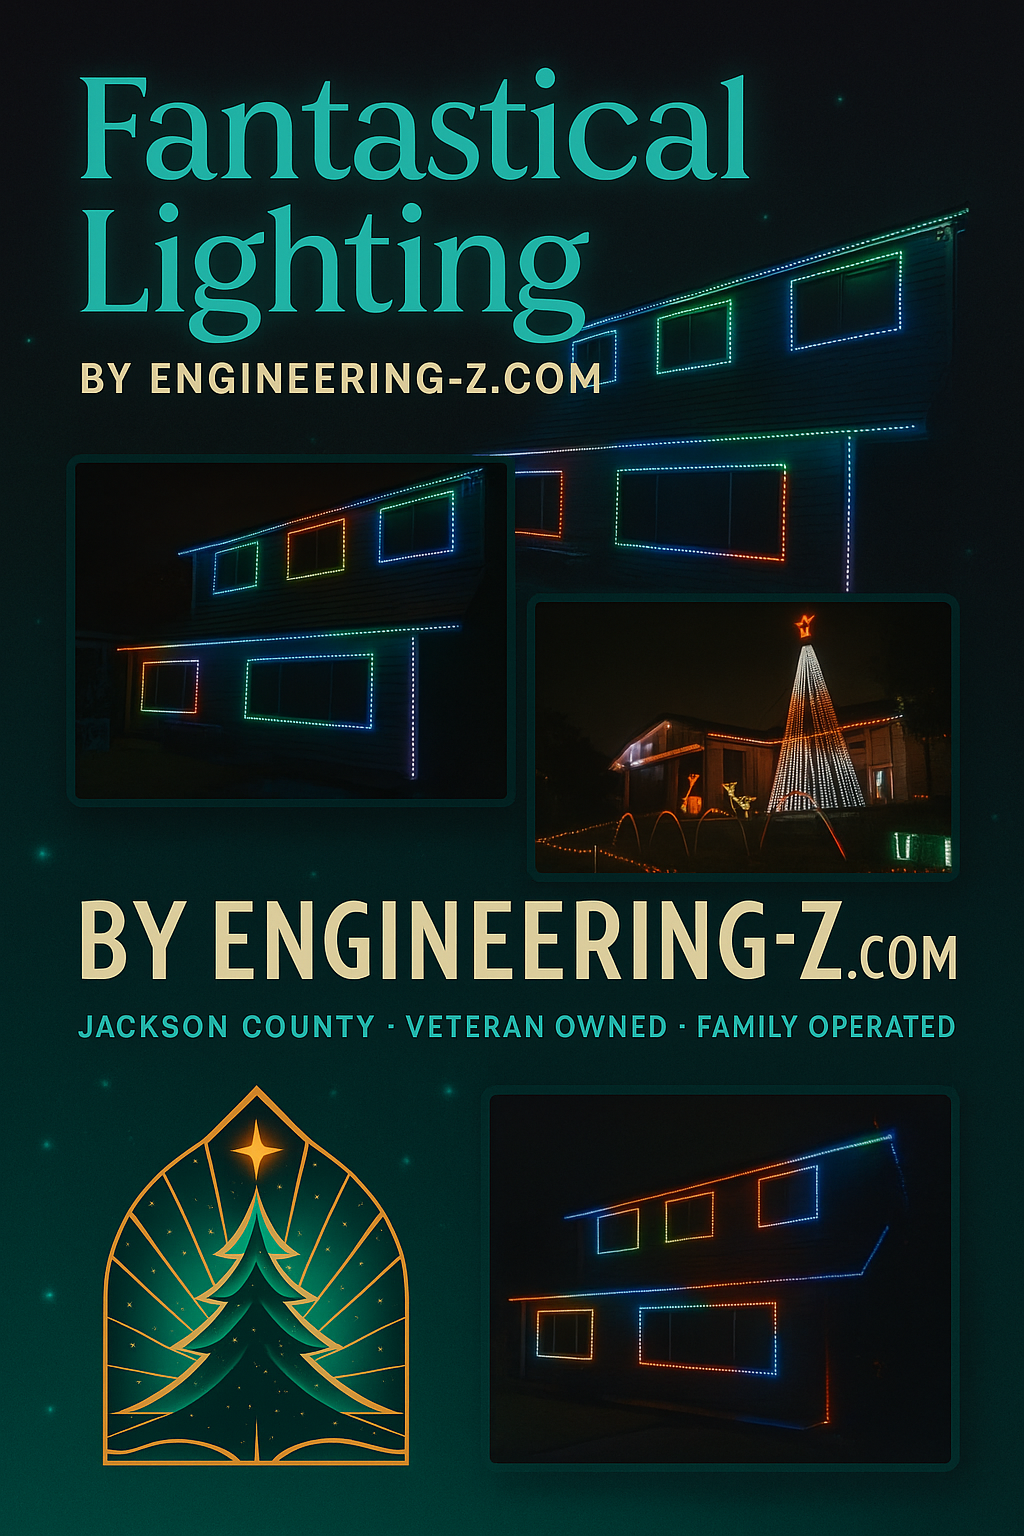 Fantastical
Lighting
BY ENGINEERING-Z.COM
BY ENGINEERING-Z.COM
JACKSON COUNTY · VETERAN OWNED · FAMILY OPERATED